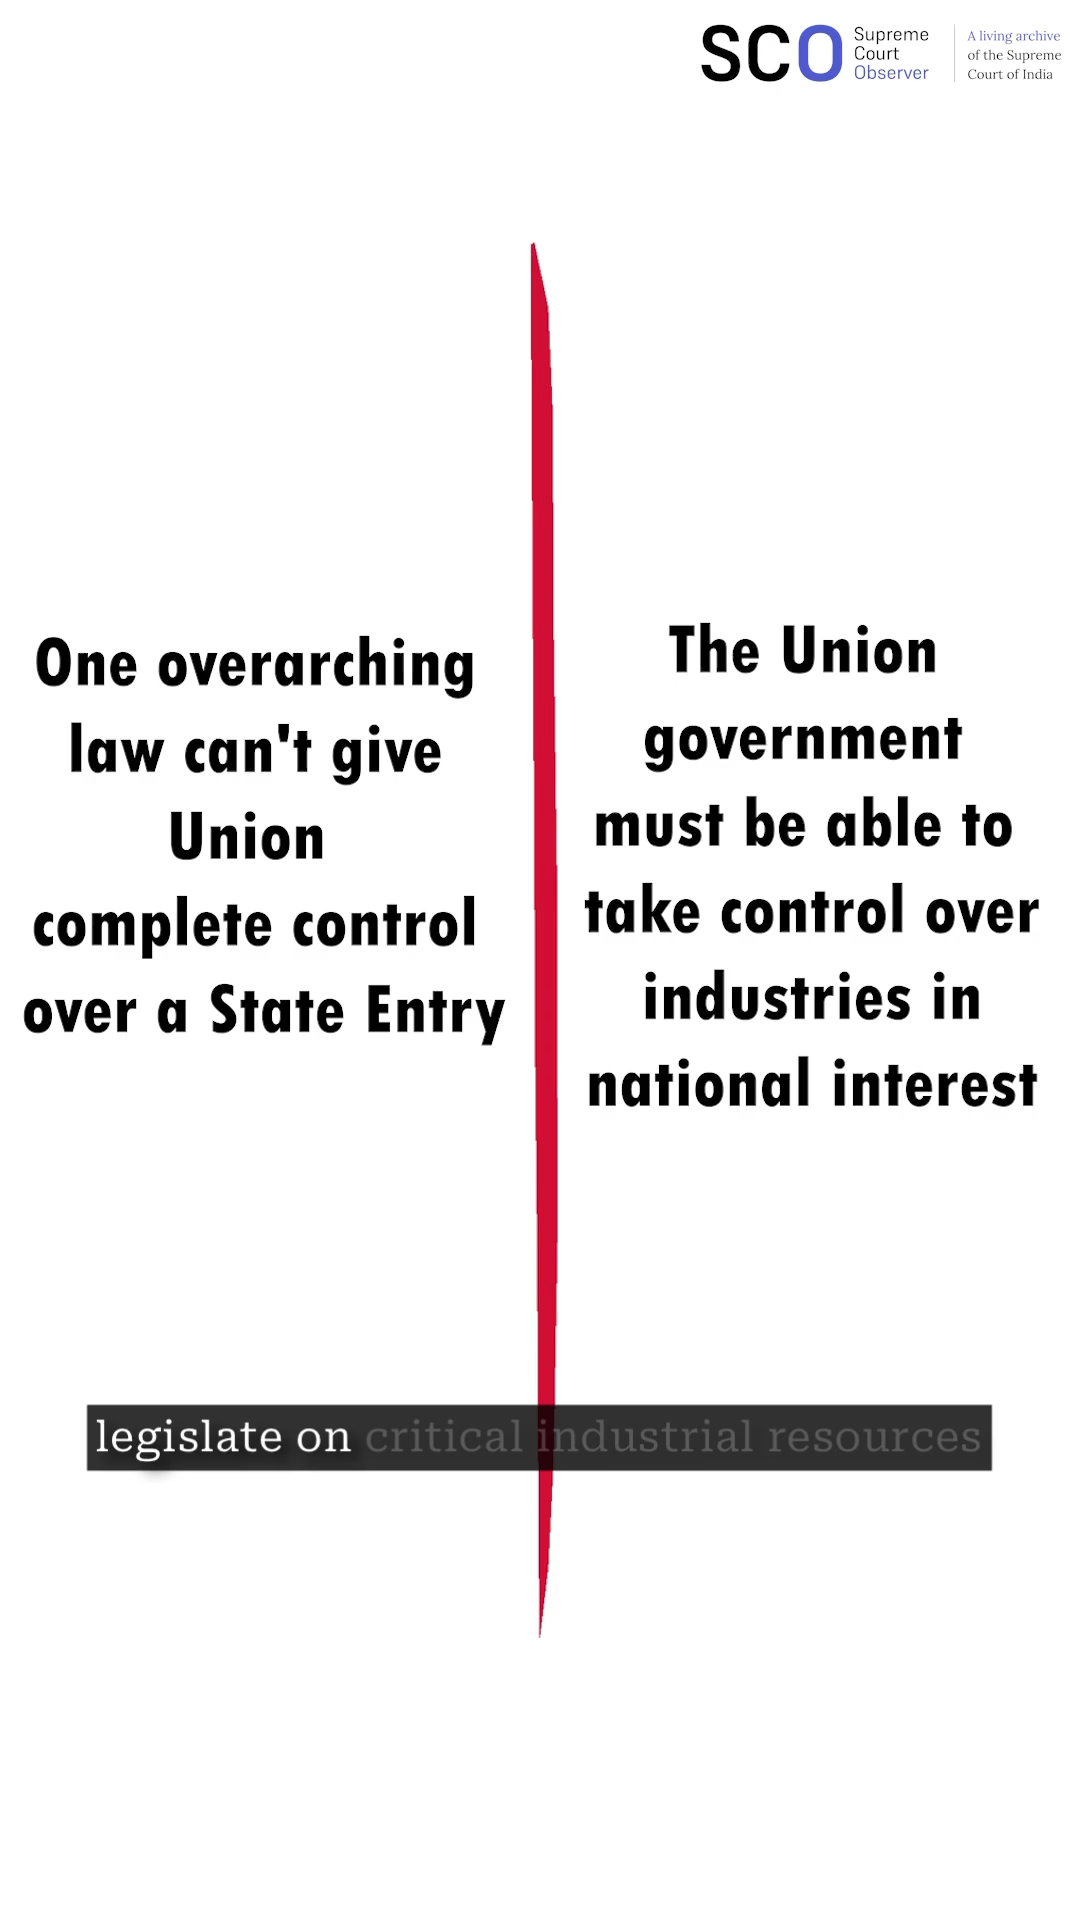 SCO
Supreme
Court
Observer
A living archive
of the Supreme
Court of India
One overarching
law can't give
Union
complete control
over a State Entry
The Union
government
must be able to
take control over
industries in
national interest
legislate on critical industrial resources